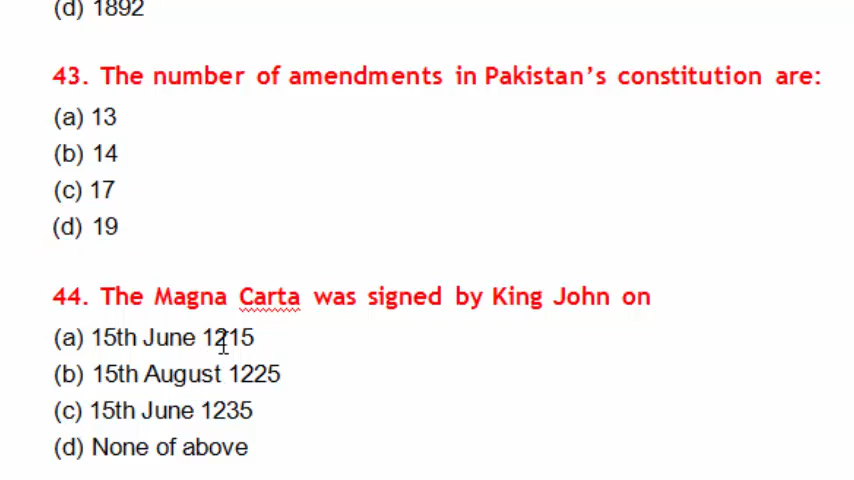 (d) 1892
43. The number of amendments in Pakistan’s constitution are:
(a) 13
(b) 14
(c) 17
(d) 19
44. The Magna Carta was signed by King John on
(a) 15th June 1215
(b) 15th August 1225
(c) 15th June 1235
(d) None of above